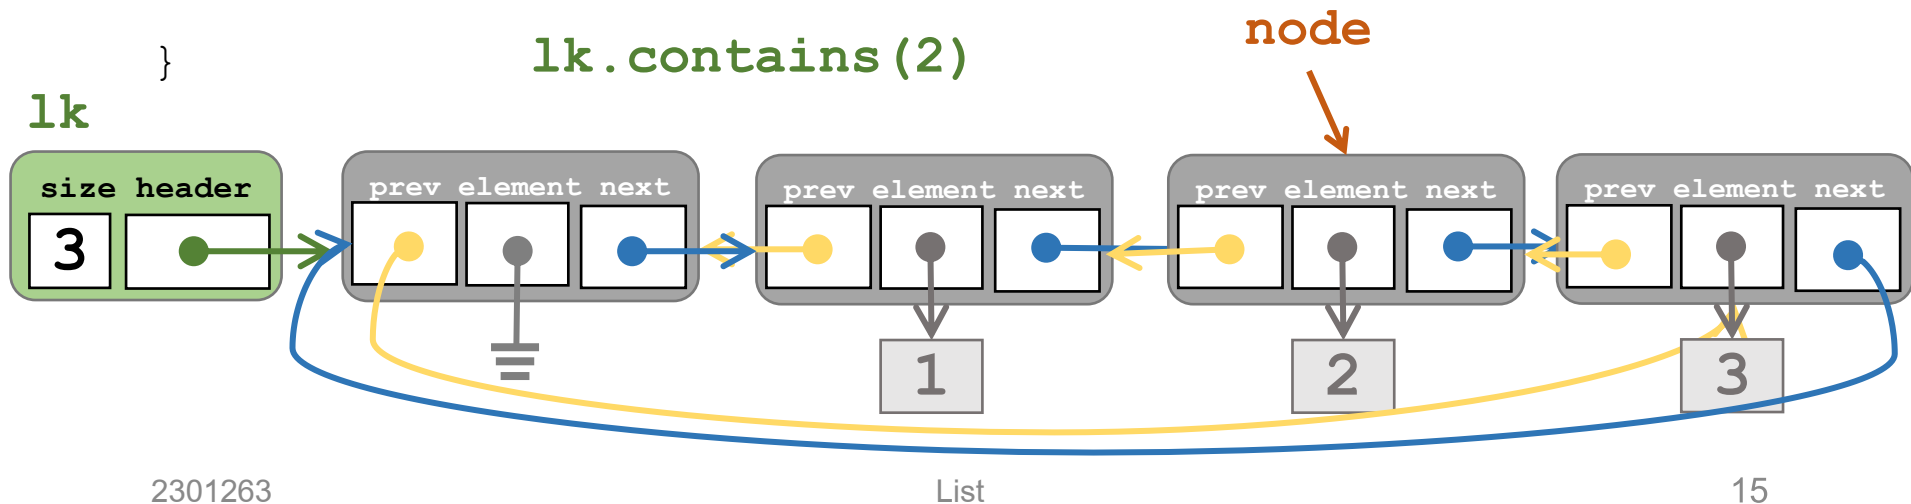 node
} lk.contains(2)
lk
size header
prev element next
prev element next
prev element next
prev element next
3
1
2
3
2301263
List
15